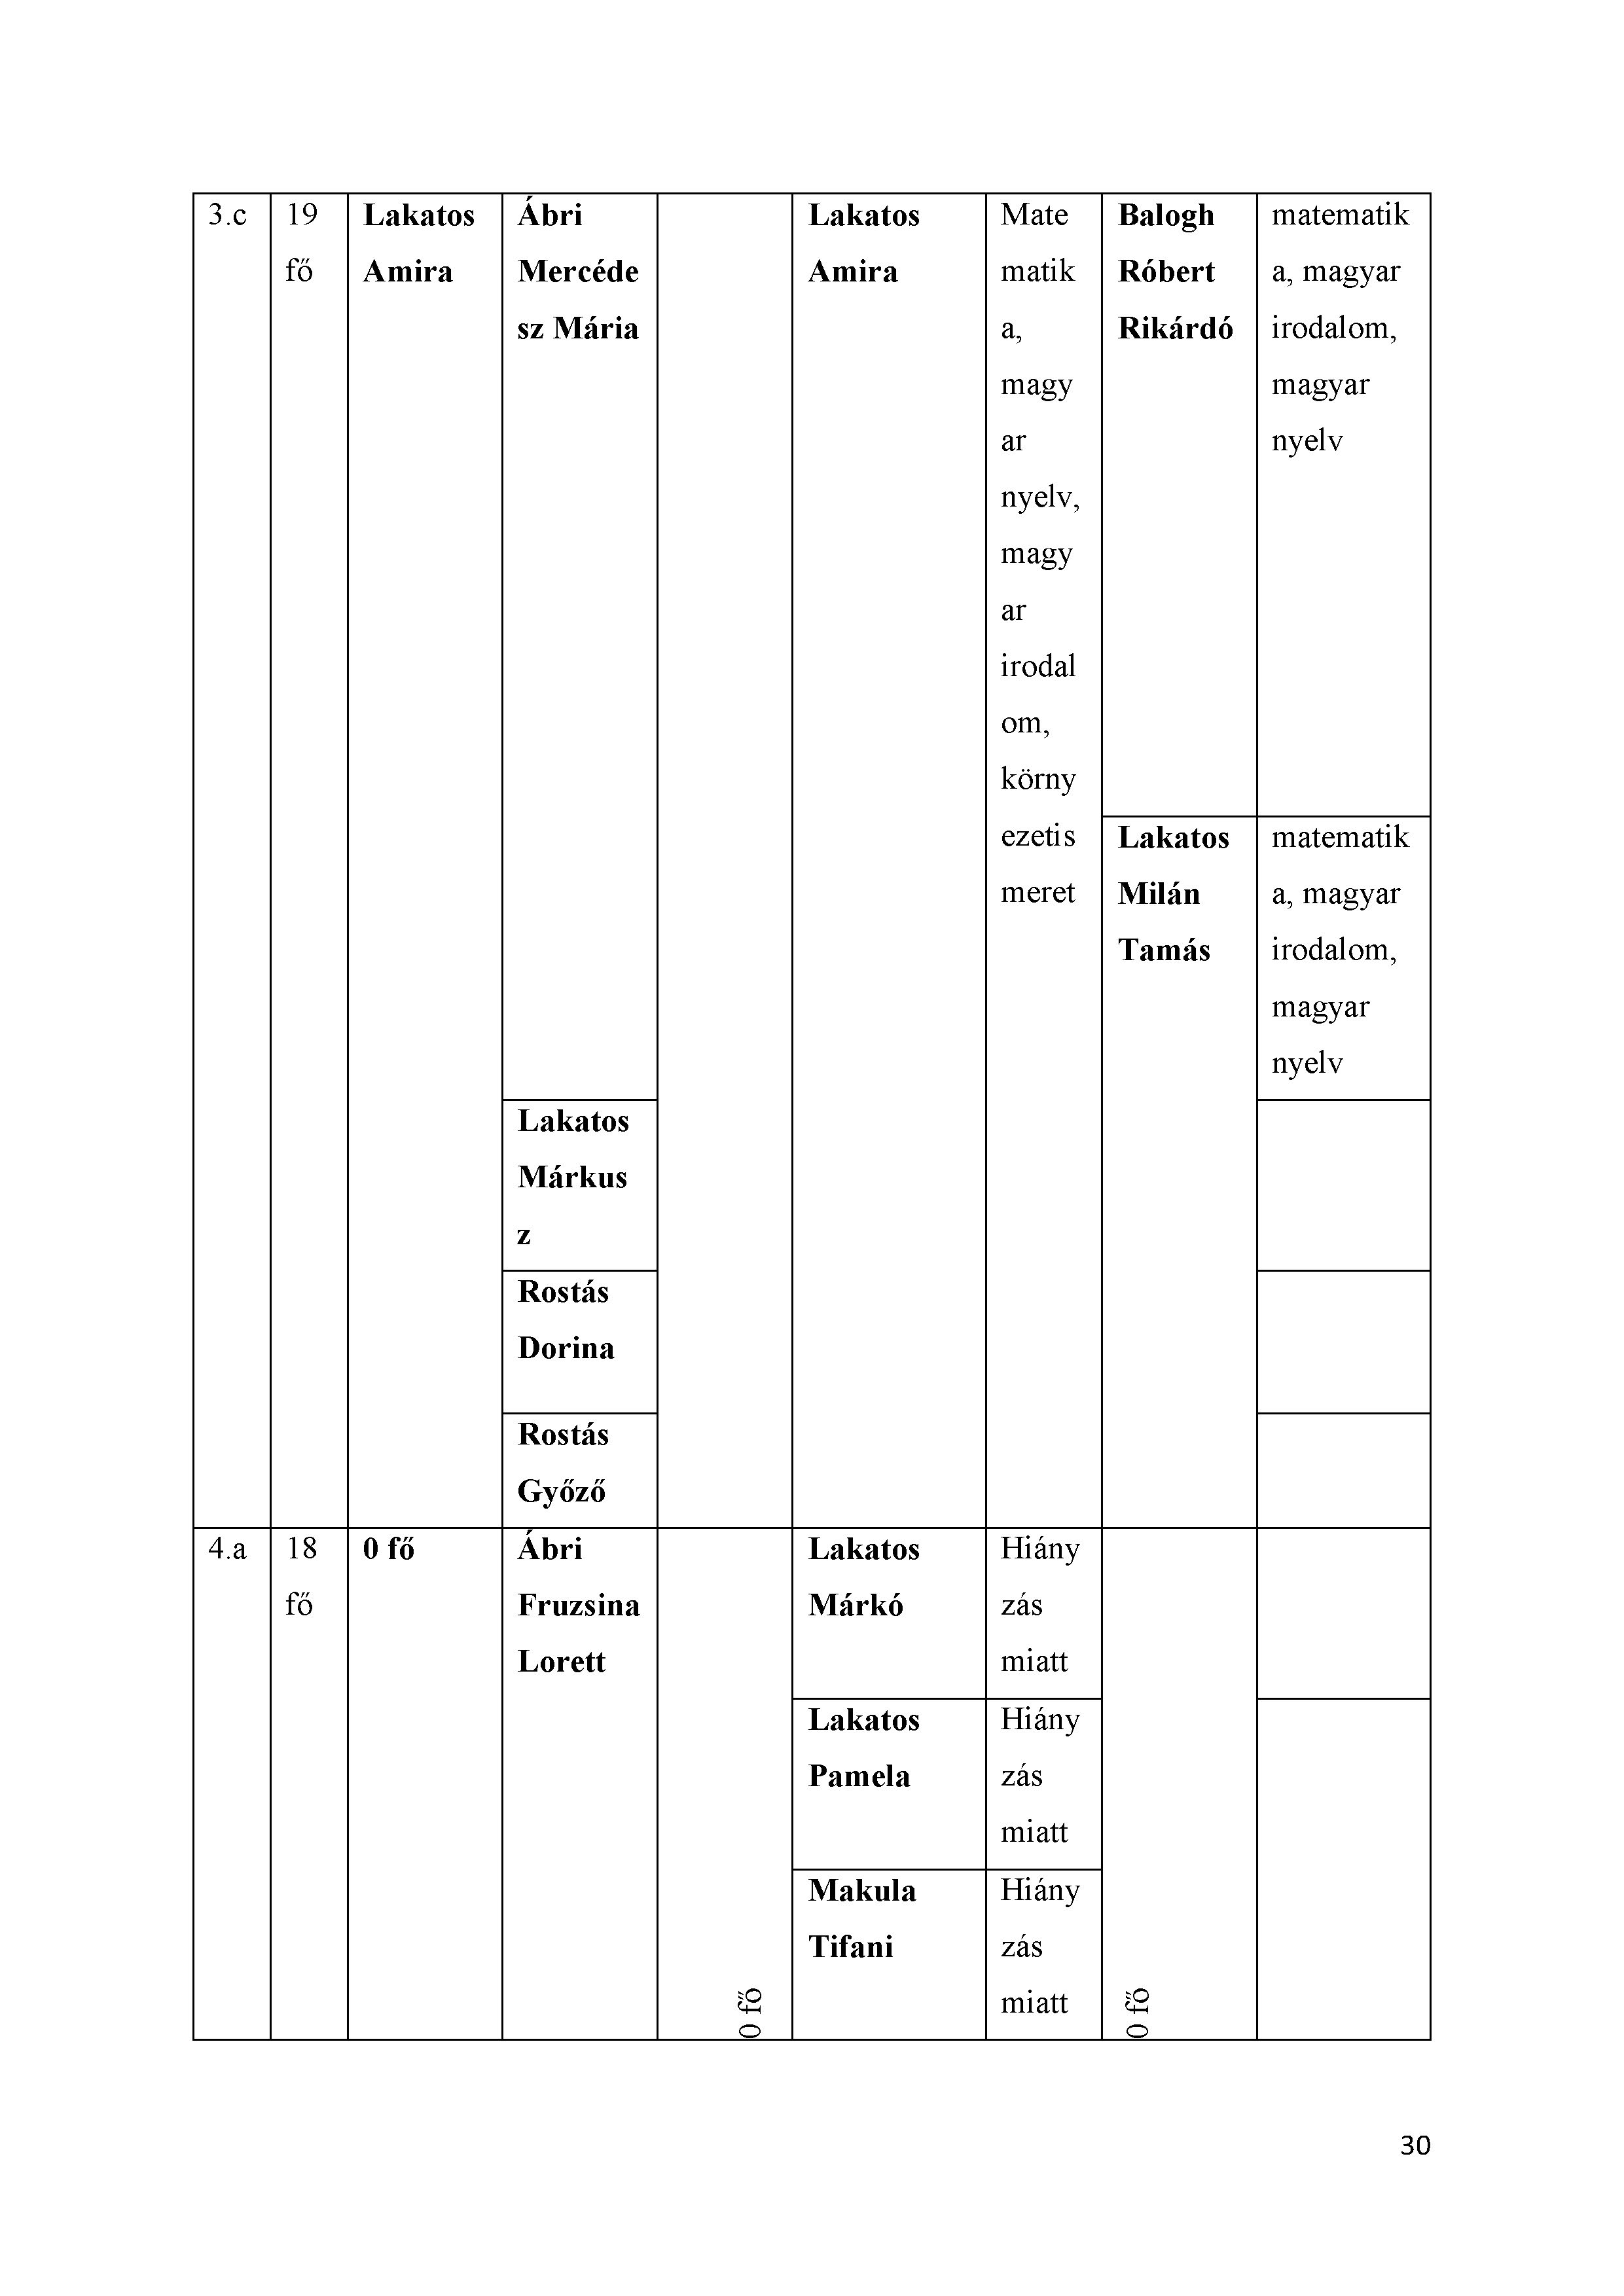 3.c
19
fő
Lakatos
Amira
Ábri
Mercéde
sz Mária
Lakatos
Amira
Mate
matik
a,
magy
ar
nyelv,
magy
ar
irodal
om,
körny
ezetis
meret
Balogh
Róbert
Rikárdó
matematik
a, magyar
irodalom,
magyar
nyelv
Lakatos
Milán
Tamás
matematik
a, magyar
irodalom,
magyar
nyelv
Lakatos
Márkus
z
Rostás
Dorina
Rostás
Győző
4.a
18
fő
0 fő
Ábri
Fruzsina
Lorett
0 fő
Lakatos
Márkó
Hiány
zás
miatt
0 fő
Lakatos
Pamela
Hiány
zás
miatt
Makula
Tifani
Hiány
zás
miatt
30